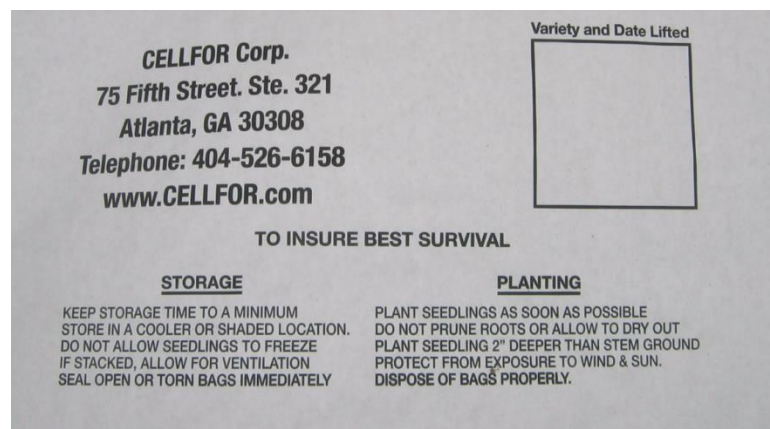 CELLFOR Corp.
75 Fifth Street. Ste. 321
Atlanta, GA 30308
Telephone: 404-526-6158
www.CELLFOR.com
Variety and Date Lifted
TO INSURE BEST SURVIVAL
STORAGE
KEEP STORAGE TIME TO A MINIMUM
STORE IN A COOLER OR SHADED LOCATION.
DO NOT ALLOW SEEDLINGS TO FREEZE
IF STACKED, ALLOW FOR VENTILATION
SEAL OPEN OR TORN BAGS IMMEDIATELY
PLANTING
PLANT SEEDLINGS AS SOON AS POSSIBLE
DO NOT PRUNE ROOTS OR ALLOW TO DRY OUT
PLANT SEEDLING 2" DEEPER THAN STEM GROUND
PROTECT FROM EXPOSURE TO WIND & SUN.
DISPOSE OF BAGS PROPERLY.